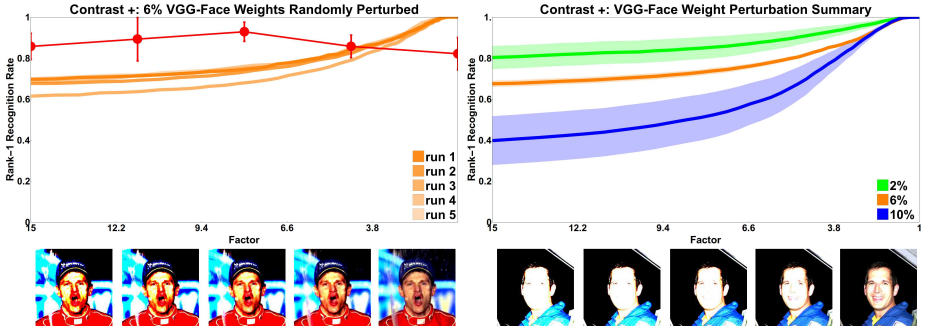 Contrast +: 6% VGG-Face Weights Randomly Perturbed
1
0.8
0.6
0.4
0.2
0
Rank-1 Recognition Rate
run 1
run 2
run 3
run 4
run 5
15 12.2 9.4 6.6 3.8
Factor
Contrast +: VGG-Face Weight Perturbation Summary
1
0.8
0.6
0.4
0.2
0
Rank-1 Recognition Rate
2%
6%
10%
15 12.2 9.4 6.6 3.8 1
Factor